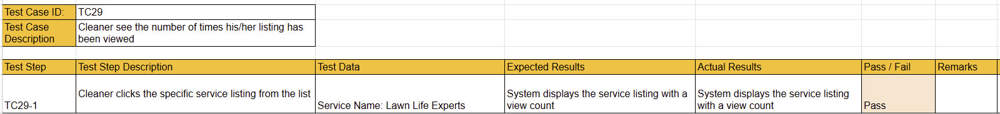 Test Case ID: TC29
Test Case Description Cleaner see the number of times his/her listing has been viewed
Test Step Test Step Description Test Data Expected Results Actual Results Pass / Fail Remarks
TC29-1 Cleaner clicks the specific service listing from the list Service Name: Lawn Life Experts System displays the service listing with a view count System displays the service listing with a view count Pass